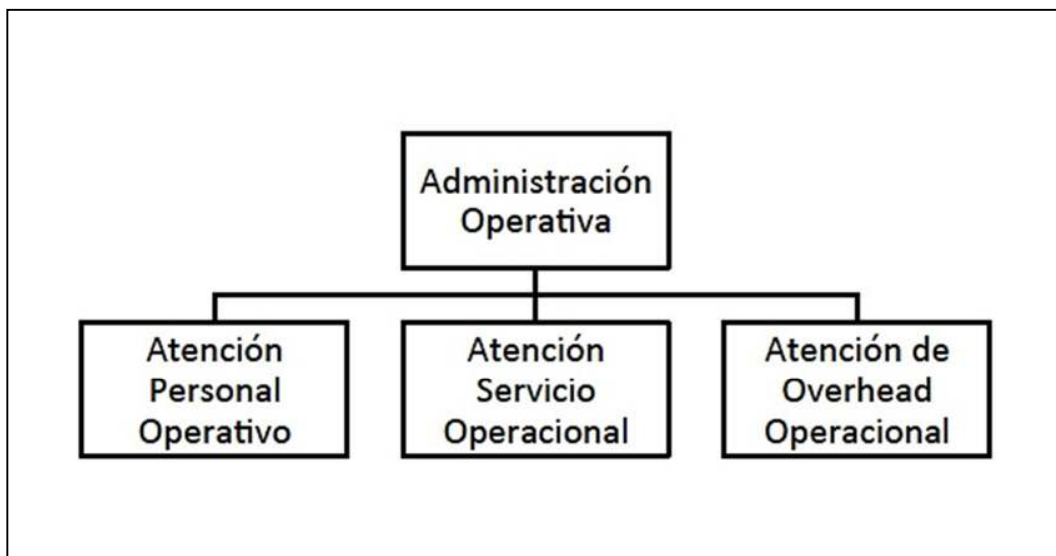 Administración
Operativa
Atención
Personal
Operativo
Atención
Servicio
Operacional
Atención de
Overhead
Operacional